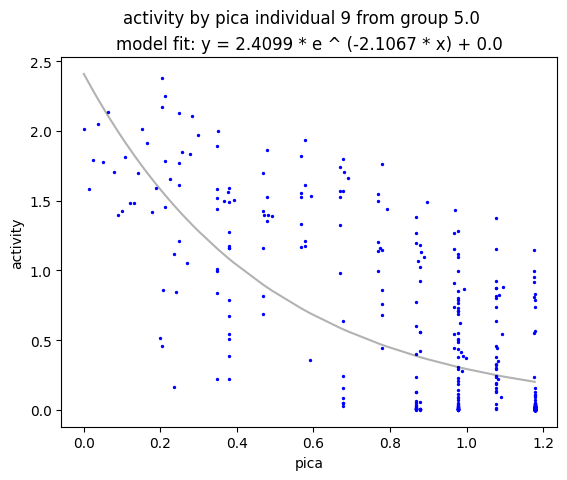 activity by pica individual 9 from group 5.0
model fit: y = 2.4099 * e ^ (-2.1067 * x) + 0.0
2.5
2.0
1.5
1.0
0.5
0.0
activity
0.0 0.2 0.4 0.6 0.8 1.0 1.2
pica